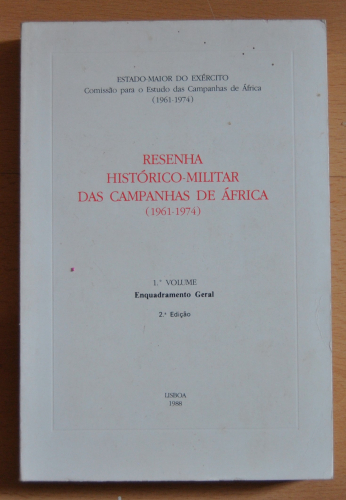 ESTADO-MAIOR DO EXÉRCITO
Comissão para o Estudo das Campanhas de África
(1961-1974)
RESENHA
HISTÓRICO-MILITAR
DAS CAMPANHAS DE ÁFRICA
(1961-1974)
1.º VOLUME
Enquadramento Geral
2.ª Edição
LISBOA
1988